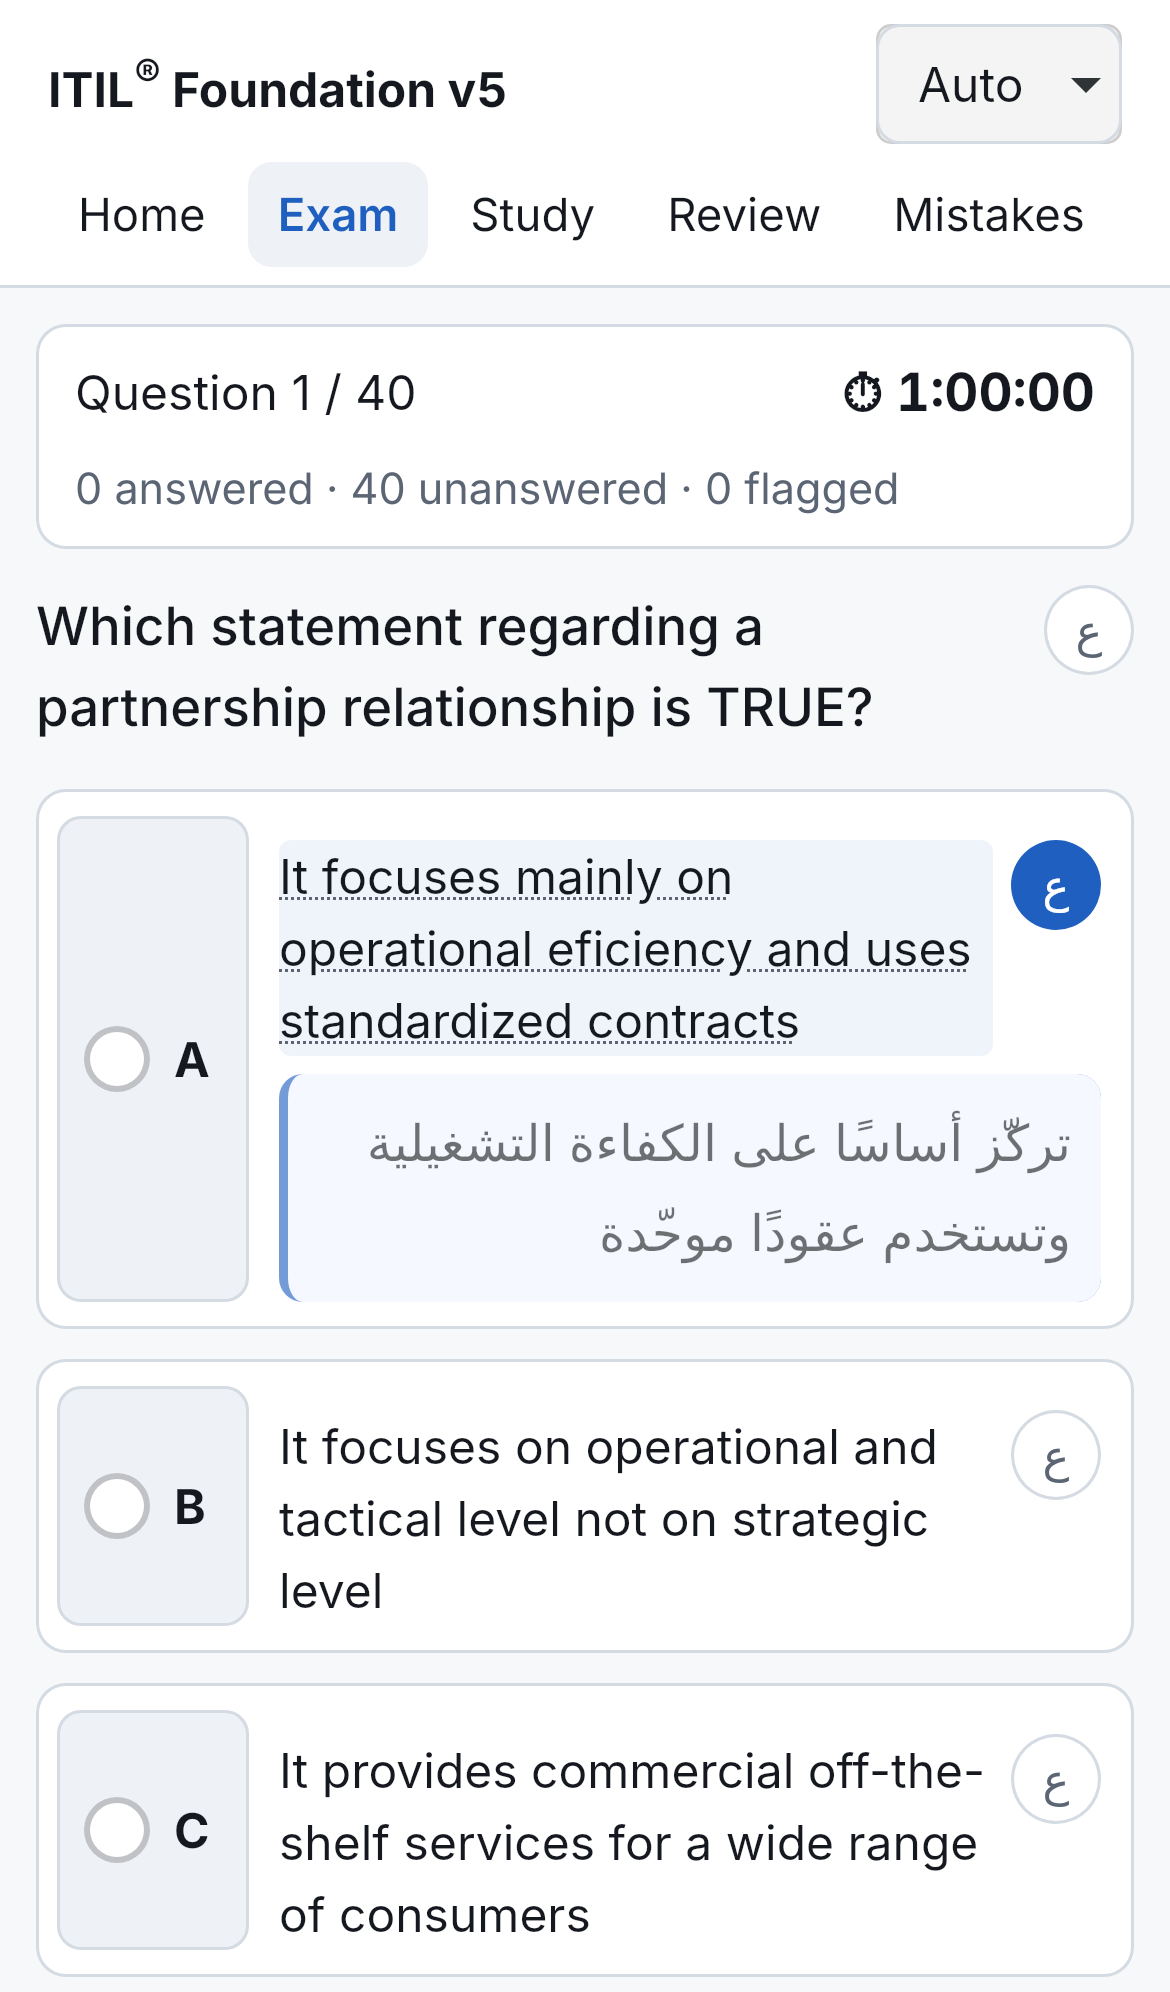 ITIL® Foundation v5
Auto
Home Exam Study Review Mistakes
Question 1 / 40
⏱ 1:00:00
0 answered · 40 unanswered · 0 flagged
Which statement regarding a
partnership relationship is TRUE?
ع
A
It focuses mainly on
operational eficiency and uses
standardized contracts
ع
تركّز أساسًا على الكفاءة التشغيلية
وتستخدم عقودًا موحّدة
B
It focuses on operational and
tactical level not on strategic
level
ع
C
It provides commercial off-the-
shelf services for a wide range
of consumers
ع